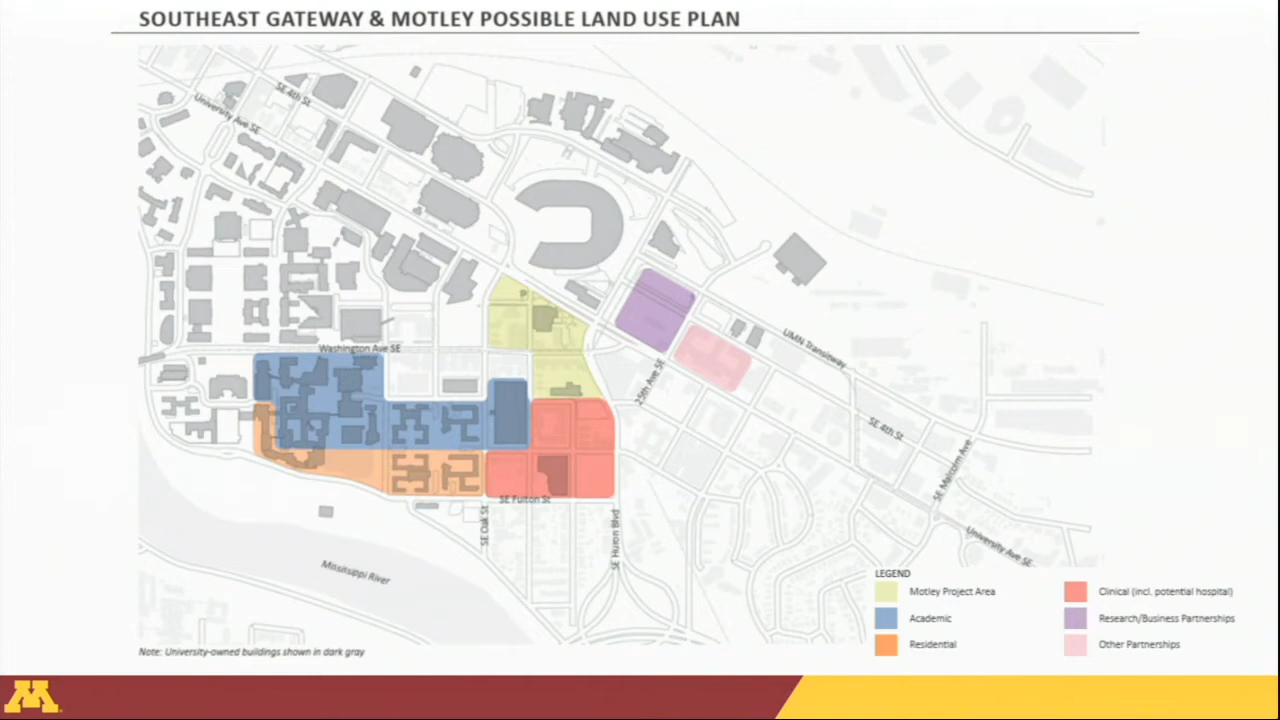 SOUTHEAST GATEWAY & MOTLEY POSSIBLE LAND USE PLAN
SE 4th St
University Ave SE
P
UMN Transitway
Washington Ave SE
25th Ave SE
SE 4th St
SE Malcolm Ave
SE Fulton St
SE Oak St
SE Huron Blvd
University Ave SE
Mississippi River
LEGEND
Motley Project Area
Clinical (incl. potential hospital)
Academic
Research/Business Partnerships
Residential
Other Partnerships
Note: University-owned buildings shown in dark gray
M